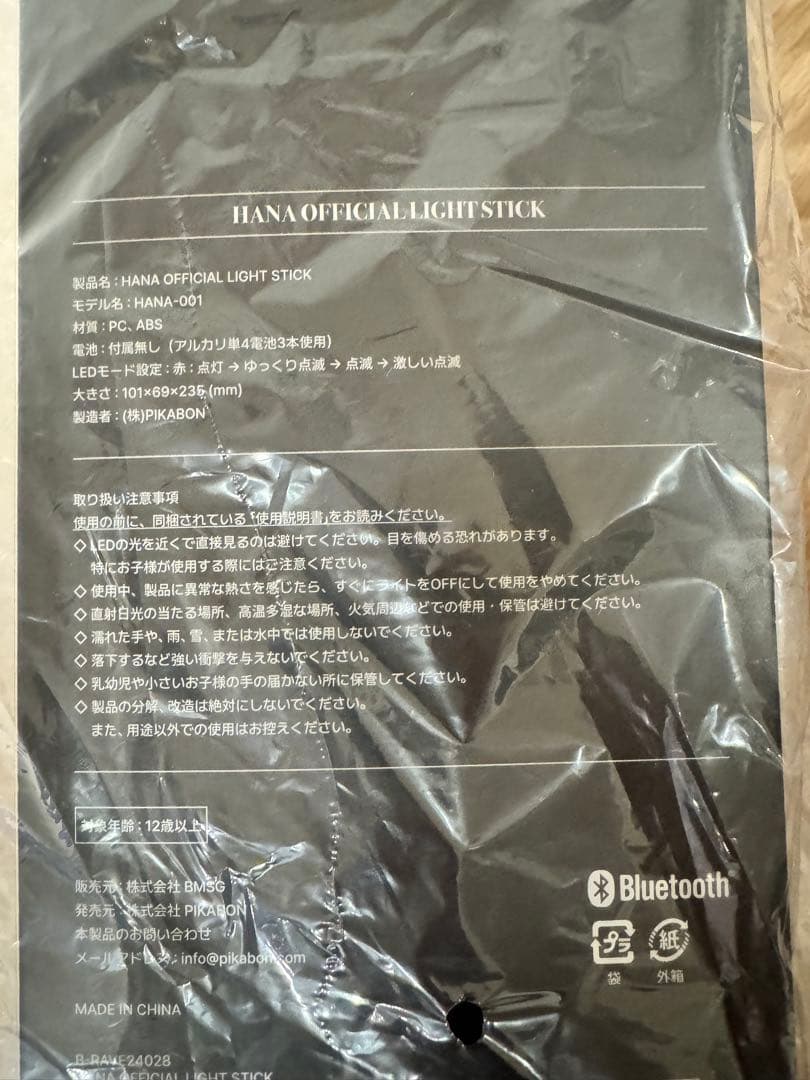 HANA OFFICIAL LIGHT STICK
製品名：HANA OFFICIAL LIGHT STICK
モデル名：HANA-001
材質：PC、ABS
電池：付属無し（アルカリ単4電池3本使用）
LEDモード設定：赤：点灯 → ゆっくり点滅 → 点滅 → 激しい点滅
大きさ：101×69×235 (mm)
製造者：(株)PIKABON
取り扱い注意事項
使用の前に、同梱されている「使用説明書」をお読みください。
◇ LEDの光を近くで直接見るのは避けてください。目を傷める恐れがあります。
特にお子様が使用する際にはご注意ください。
◇ 使用中、製品に異常な熱さを感じたら、すぐにライトをOFFにして使用をやめてください。
◇ 直射日光の当たる場所、高温多湿な場所、火気周辺などでの使用・保管は避けてください。
◇ 濡れた手や、雨、雪、または水中では使用しないでください。
◇ 落下するなど強い衝撃を与えないでください。
◇ 乳幼児や小さいお子様の手の届かない所に保管してください。
◇ 製品の分解、改造は絶対にしないでください。
また、用途以外での使用はお控えください。
対象年齢：12歳以上
販売元：株式会社 BMSG
発売元：株式会社 PIKABON
本製品のお問い合わせ
メールアドレス：info@pikabon.com
Bluetooth
プラ 紙
袋 外箱
MADE IN CHINA
B-RAVE24028
HANA OFFICIAL LIGHT STICK